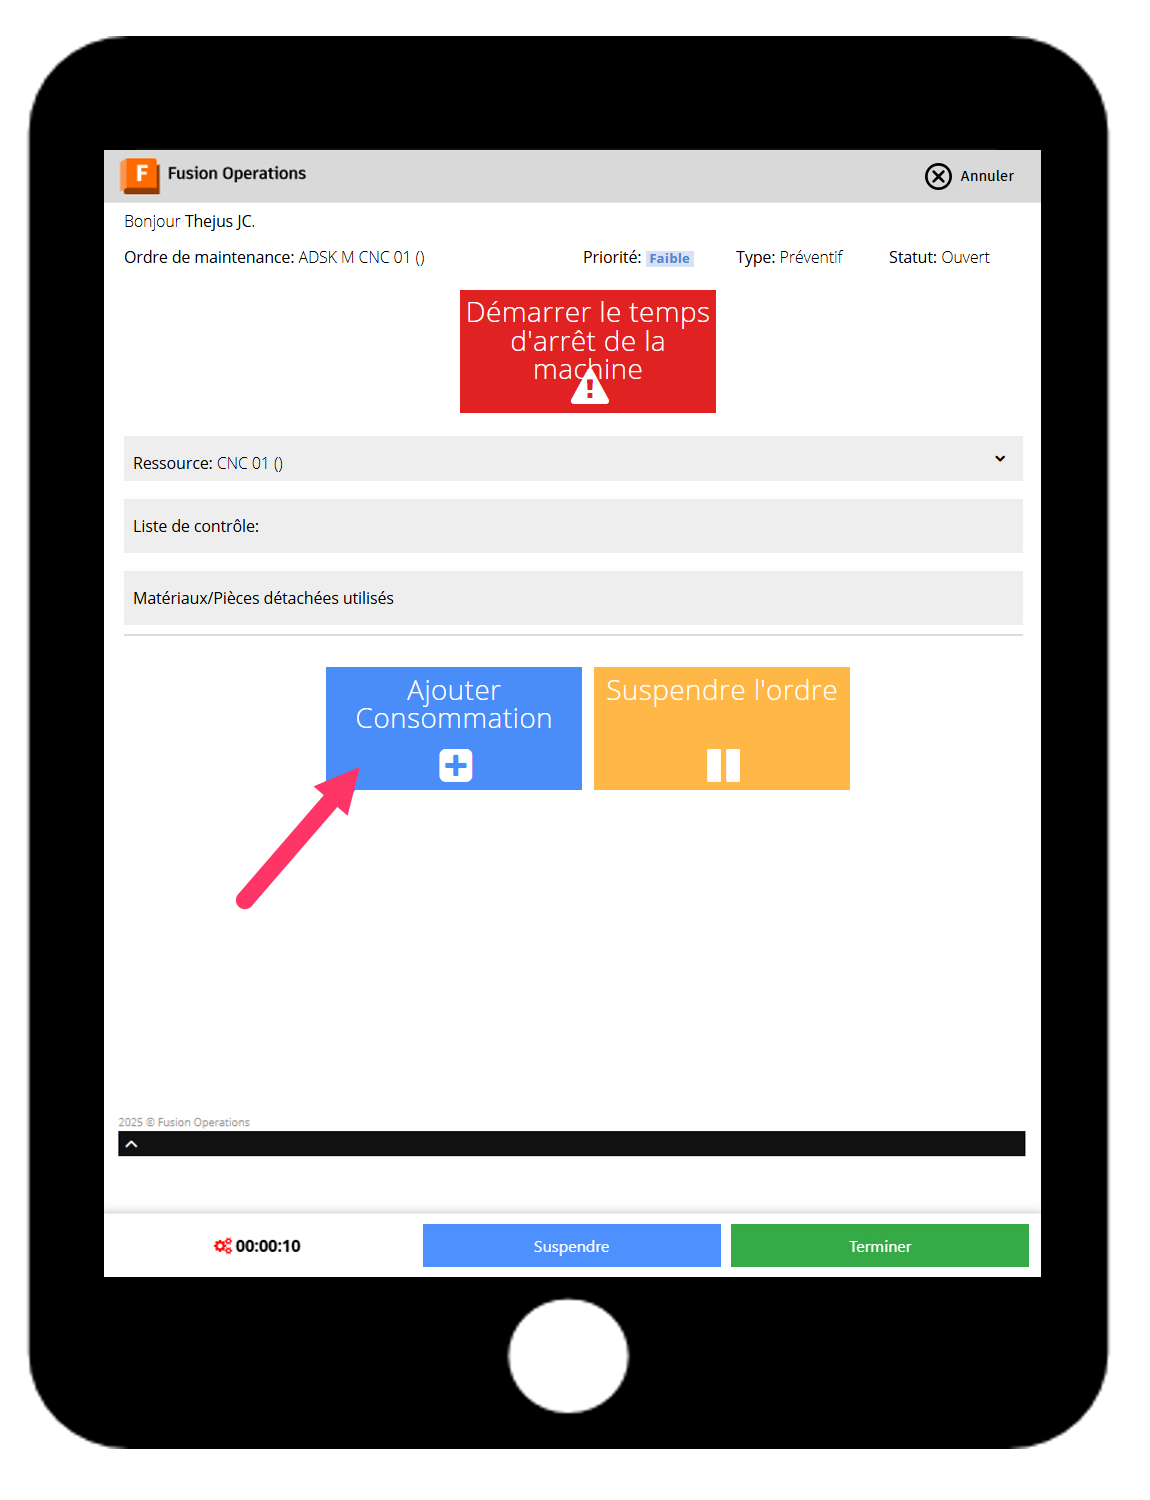 F Fusion Operations
Annuler
Bonjour Thejus JC.
Ordre de maintenance: ADSK M CNC 01 () Priorité: Faible Type: Préventif Statut: Ouvert
Démarrer le temps
d'arrêt de la
machine
Ressource: CNC 01 ()
Liste de contrôle:
Matériaux/Pièces détachées utilisés
Ajouter
Consommation
Suspendre l'ordre
2025 © Fusion Operations
00:00:10
Suspendre
Terminer